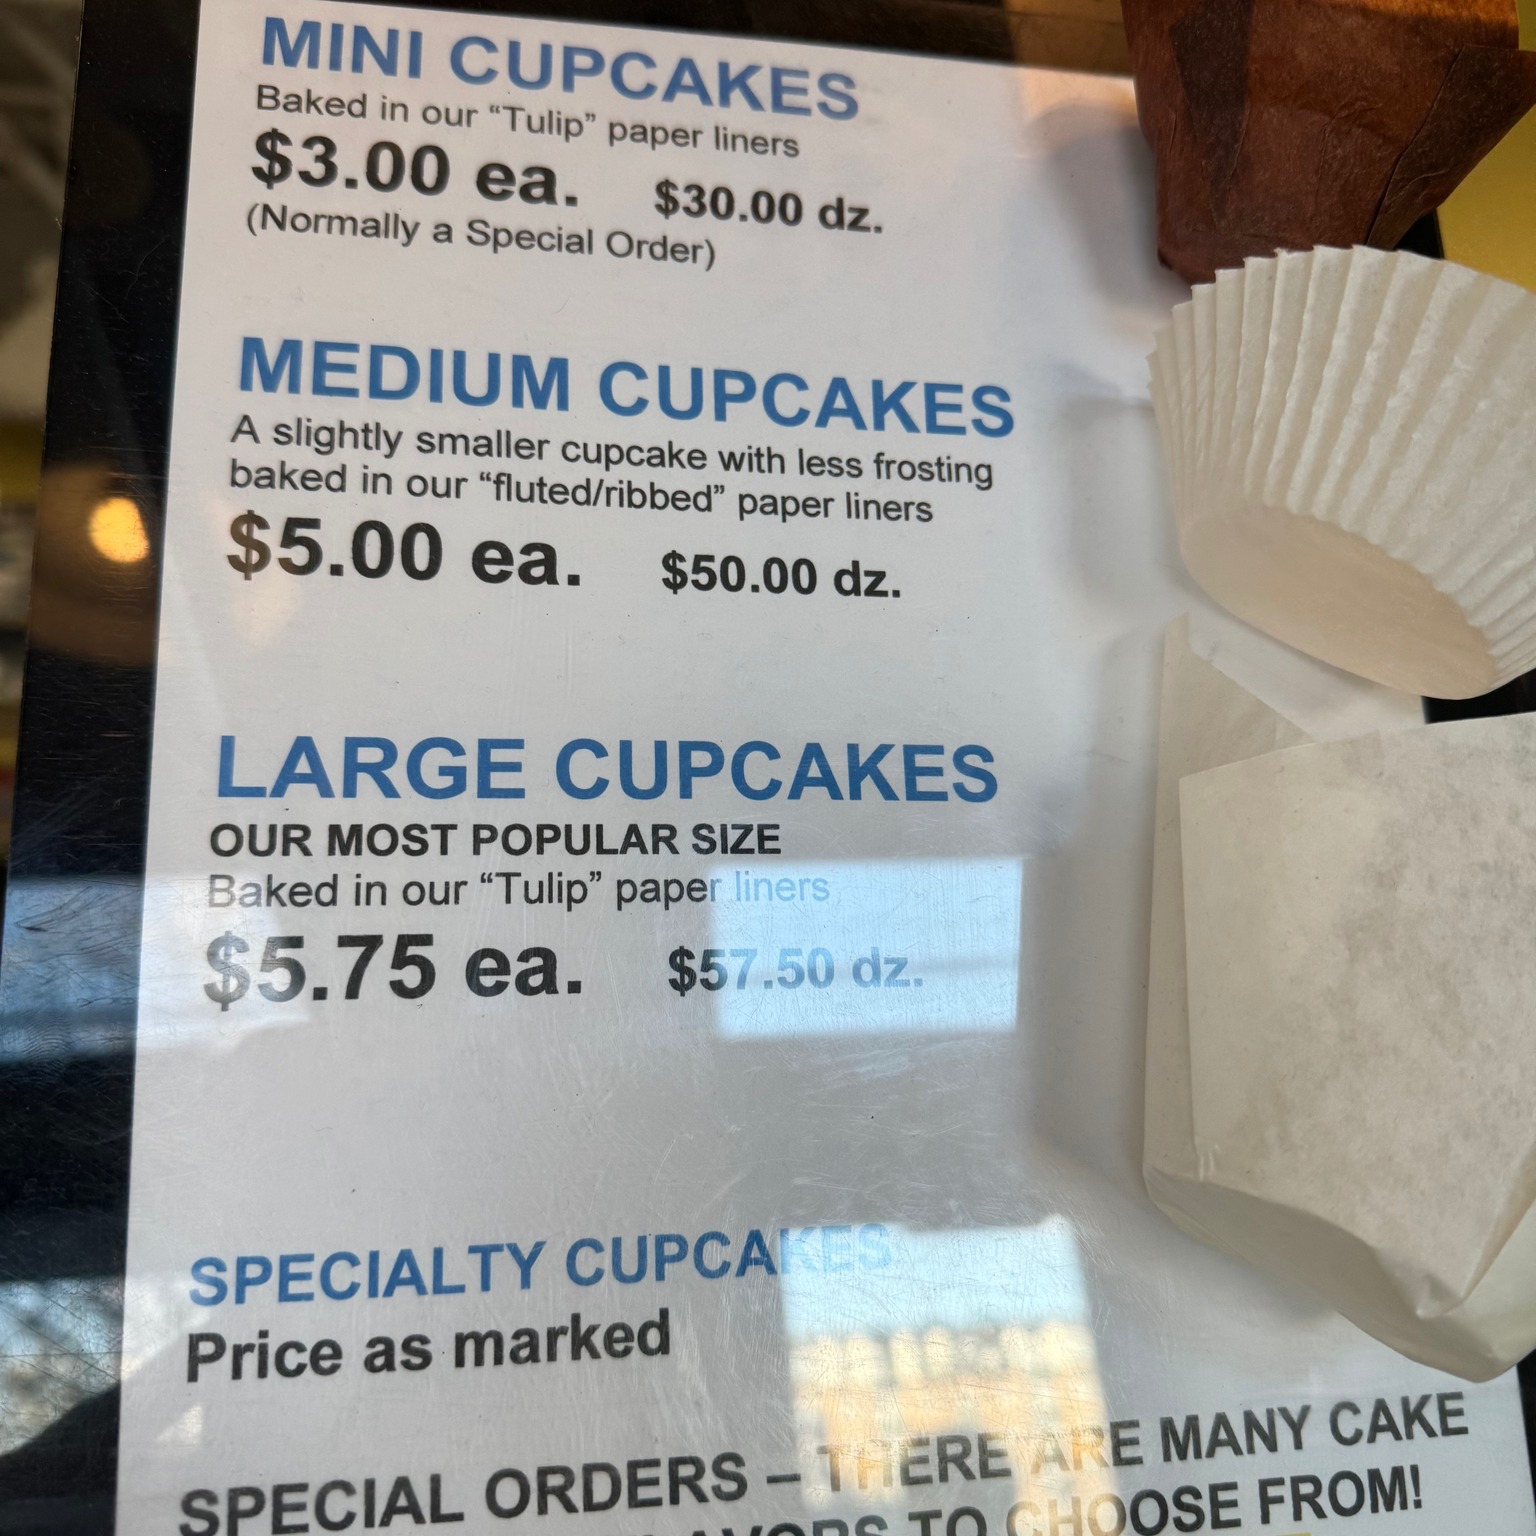 MINI CUPCAKES
Baked in our “Tulip” paper liners
$3.00 ea. $30.00 dz.
(Normally a Special Order)
MEDIUM CUPCAKES
A slightly smaller cupcake with less frosting
baked in our “fluted/ribbed” paper liners
$5.00 ea. $50.00 dz.
LARGE CUPCAKES
OUR MOST POPULAR SIZE
Baked in our “Tulip” paper liners
$5.75 ea. $57.50 dz.
SPECIALTY CUPCAKES
Price as marked
SPECIAL ORDERS – THERE ARE MANY CAKE
TO CHOOSE FROM!